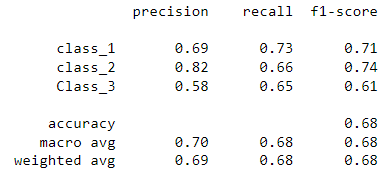 precision recall f1-score
class_1 0.69 0.73 0.71
class_2 0.82 0.66 0.74
Class_3 0.58 0.65 0.61
accuracy 0.68
macro avg 0.70 0.68 0.68
weighted avg 0.69 0.68 0.68